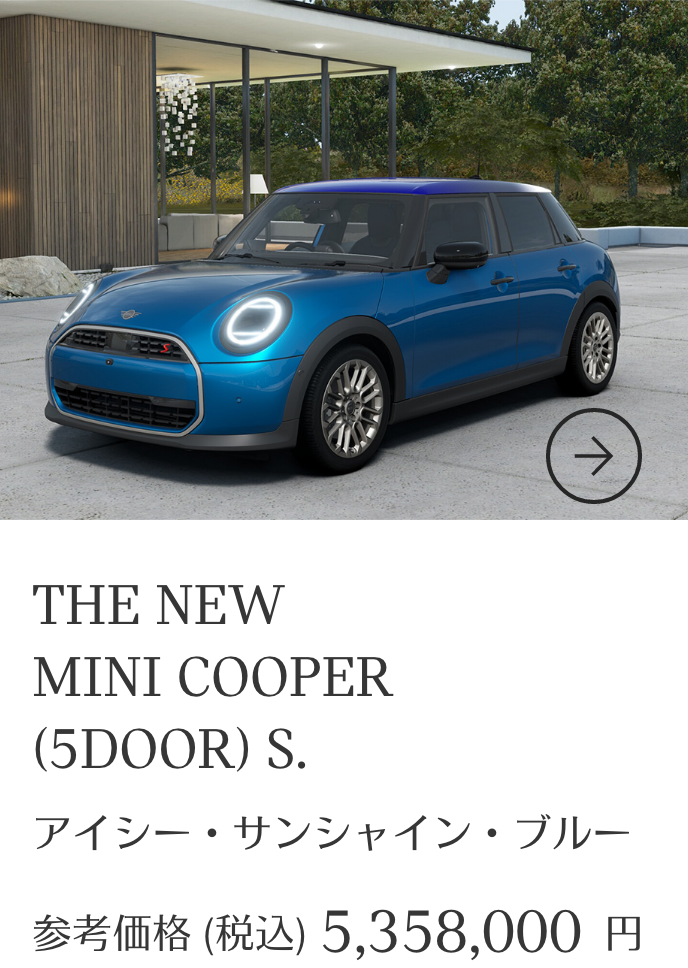 THE NEW
MINI COOPER
(5DOOR) S.
アイシー・サンシャイン・ブルー
参考価格 (税込) 5,358,000 円